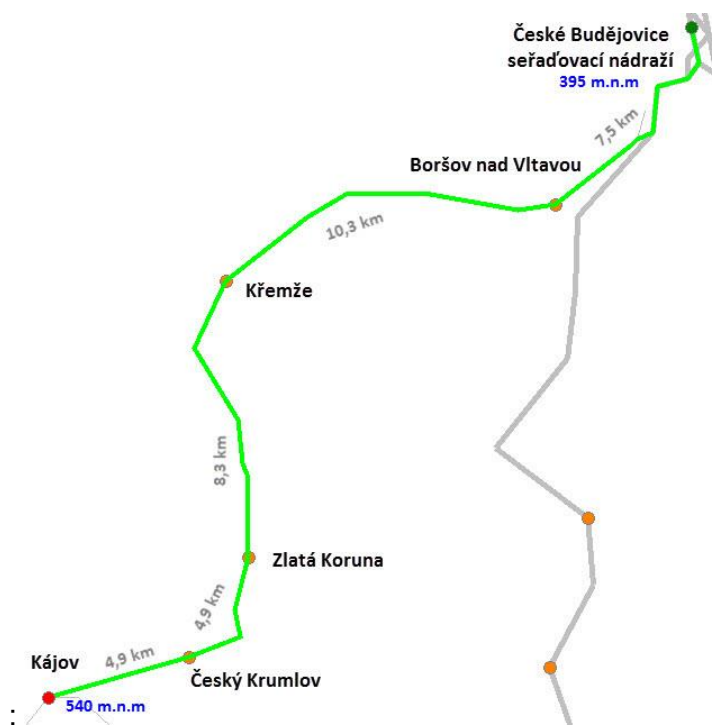 České Budějovice
seřaďovací nádraží
395 m.n.m
7,5 km
Boršov nad Vltavou
10,3 km
Křemže
8,3 km
Zlatá Koruna
4,9 km
Kájov
4,9 km
Český Krumlov
540 m.n.m
: